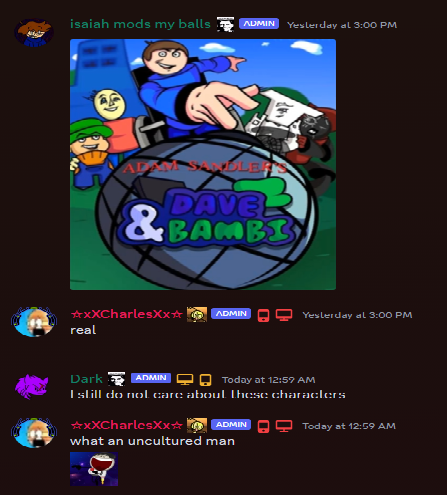 isaiah mods my balls ADMIN Yesterday at 3:00 PM
ADAM SANDLER'S
DAVE
& BAMBI
2
☆xXCharlesXx☆ ADMIN Yesterday at 3:00 PM
real
Dark ADMIN Today at 12:59 AM
I still do not care about these characters
☆xXCharlesXx☆ ADMIN Today at 12:59 AM
what an uncultured man